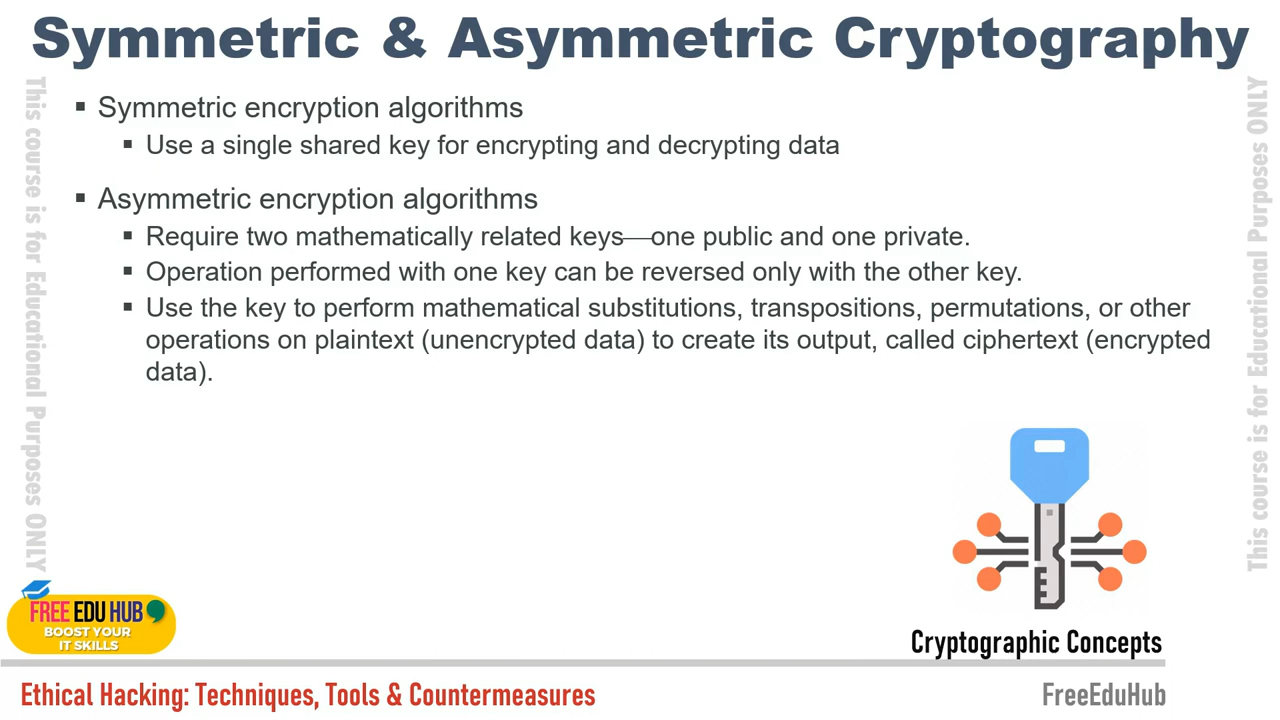 Symmetric & Asymmetric Cryptography
▪ Symmetric encryption algorithms
▪ Use a single shared key for encrypting and decrypting data
▪ Asymmetric encryption algorithms
▪ Require two mathematically related keys—one public and one private.
▪ Operation performed with one key can be reversed only with the other key.
▪ Use the key to perform mathematical substitutions, transpositions, permutations, or other
operations on plaintext (unencrypted data) to create its output, called ciphertext (encrypted
data).
This course is for Educational Purposes ONLY
This course is for Educational Purposes ONLY
FREE EDU HUB
BOOST YOUR
IT SKILLS
Cryptographic Concepts
Ethical Hacking: Techniques, Tools & Countermeasures
FreeEduHub